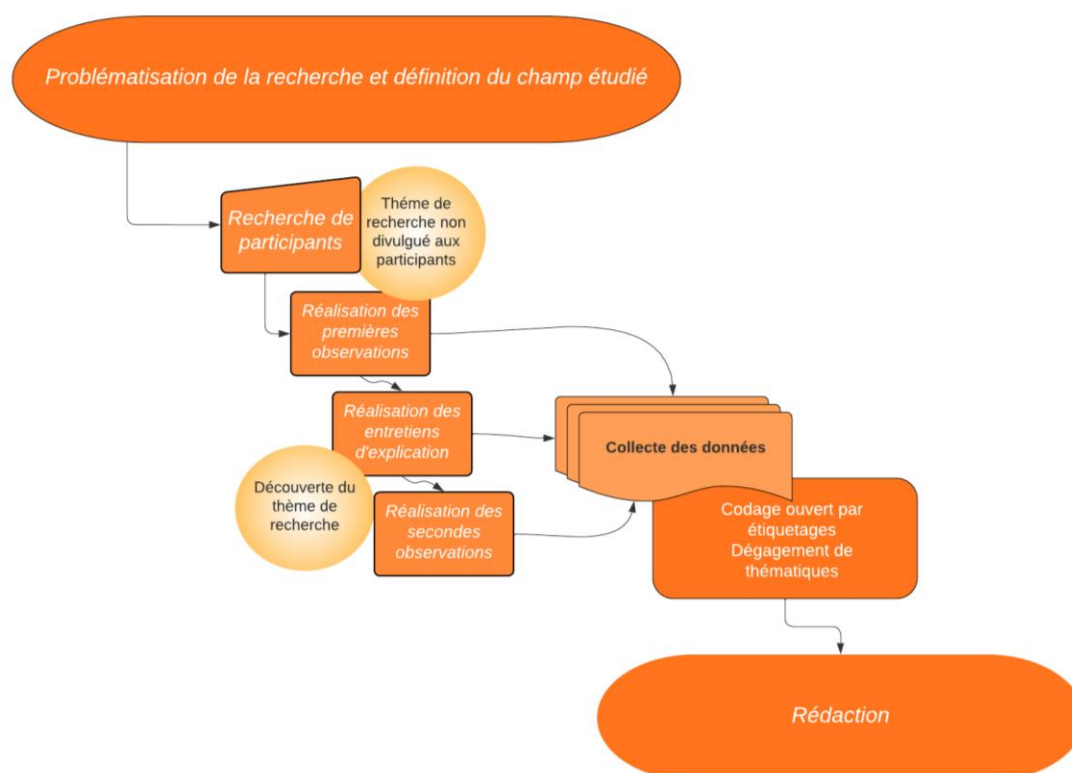 Problématisation de la recherche et définition du champ étudié
Recherche de
participants
Théme de
recherche non
divulgué aux
participants
Réalisation des
premières
observations
Réalisation des
entretiens
d'explication
Découverte du
thème de
recherche
Réalisation des
secondes
observations
Collecte des données
Codage ouvert par
étiquetages
Dégagement de
thématiques
Rédaction